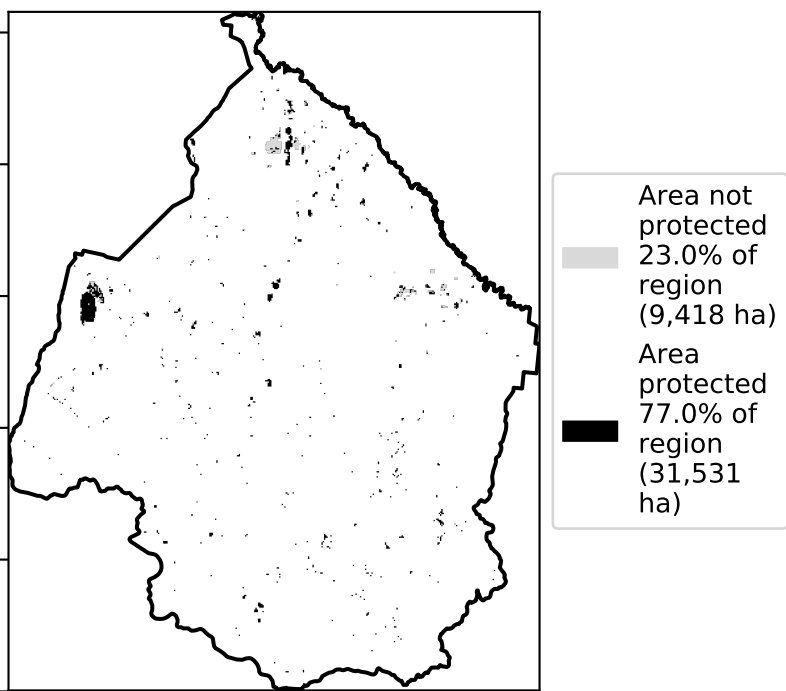 Area not
protected
23.0% of
region
(9,418 ha)
Area
protected
77.0% of
region
(31,531
ha)